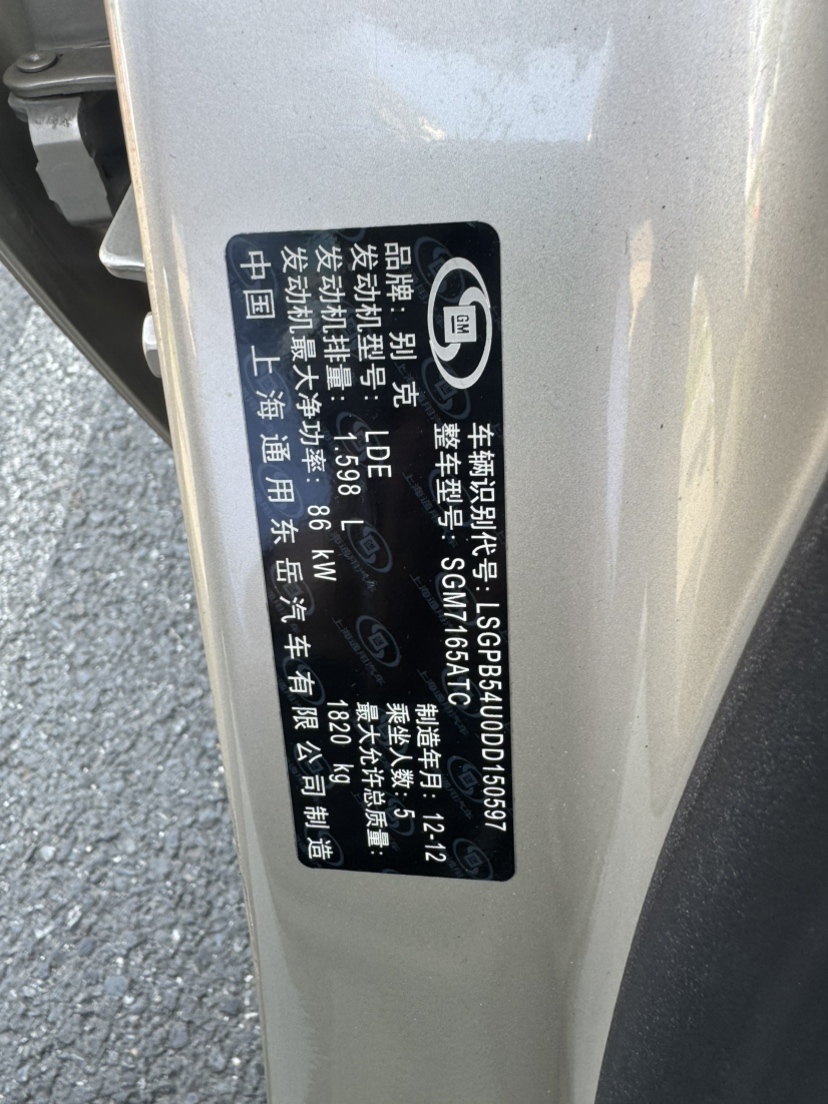 GM
车辆识别代号: LSGPB54U0DD150597
整车型号: SGM7165ATC
品牌: 别克
制造年月: 12-12
发动机型号: LDE
乘坐人数: 5
发动机排量: 1.598 L
最大允许总质量:
发动机最大净功率: 86 kW
1820 kg
中国 上海通用东岳汽车有限公司制造